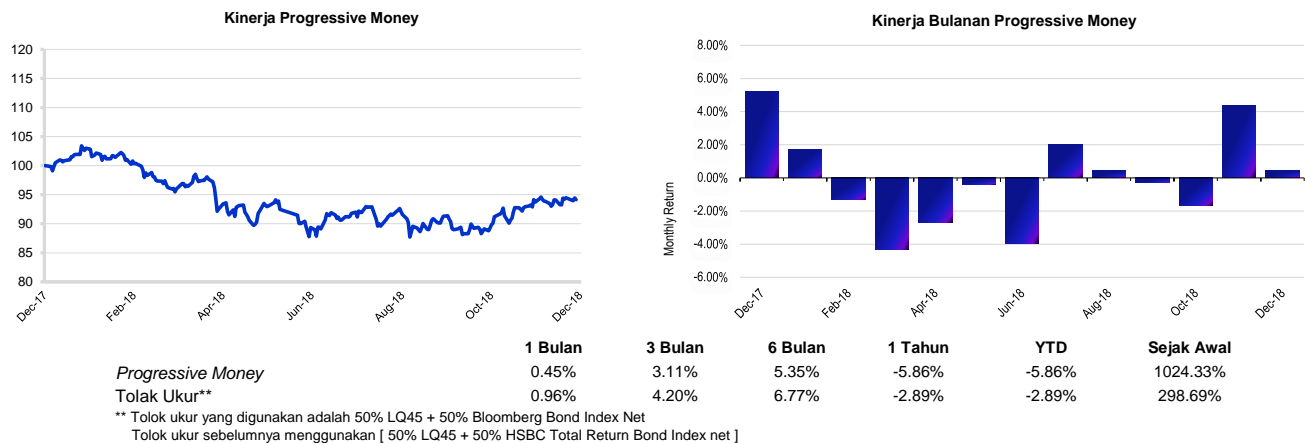 Kinerja Progressive Money
120
115
110
105
100
95
90
85
80
Dec-17
Feb-18
Apr-18
Jun-18
Aug-18
Oct-18
Dec-18
Kinerja Bulanan Progressive Money
8.00%
6.00%
4.00%
2.00%
0.00%
-2.00%
-4.00%
-6.00%
Monthly Return
Dec-17
Feb-18
Apr-18
Jun-18
Aug-18
Oct-18
Dec-18
1 Bulan 3 Bulan 6 Bulan 1 Tahun YTD Sejak Awal
Progressive Money 0.45% 3.11% 5.35% -5.86% -5.86% 1024.33%
Tolak Ukur** 0.96% 4.20% 6.77% -2.89% -2.89% 298.69%
** Tolok ukur yang digunakan adalah 50% LQ45 + 50% Bloomberg Bond Index Net
Tolok ukur sebelumnya menggunakan [ 50% LQ45 + 50% HSBC Total Return Bond Index net ]